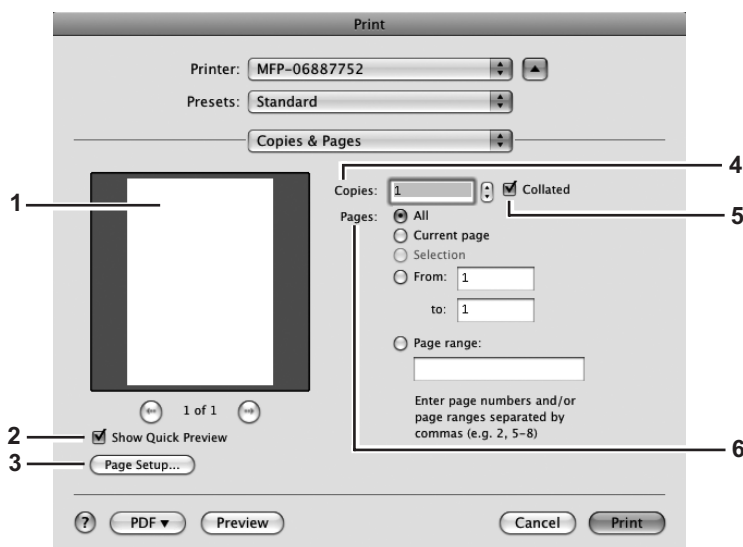 Print
Printer: MFP-06887752
Presets: Standard
Copies & Pages
4
1
Copies: 1 Collated
5
Pages: All
Current page
Selection
From: 1
to: 1
Page range:
1 of 1
Enter page numbers and/or
page ranges separated by
commas (e.g. 2, 5-8)
2
Show Quick Preview
6
3
Page Setup...
? PDF▼ Preview Cancel Print